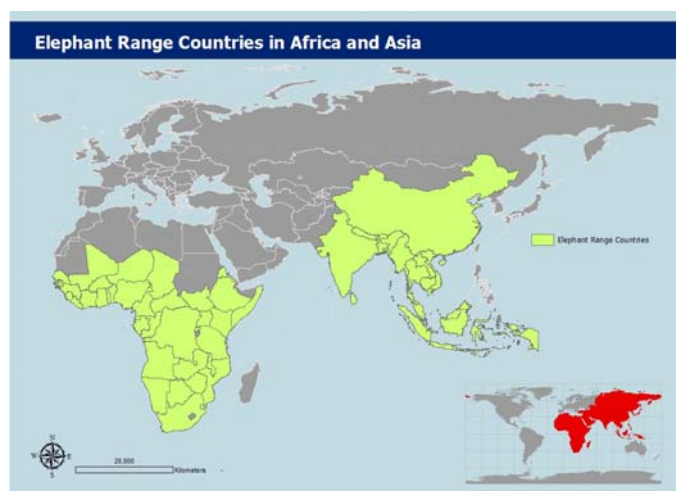 Elephant Range Countries in Africa and Asia
Elephant Range Countries
N
W E
S
20,000
Kilometers